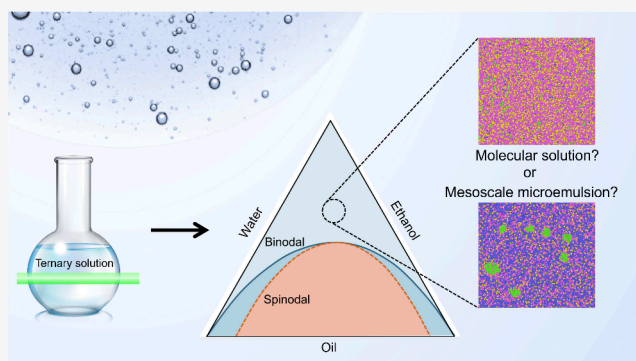 Ternary solution
Water
Ethanol
Binodal
Spinodal
Oil
Molecular solution?
or
Mesoscale microemulsion?